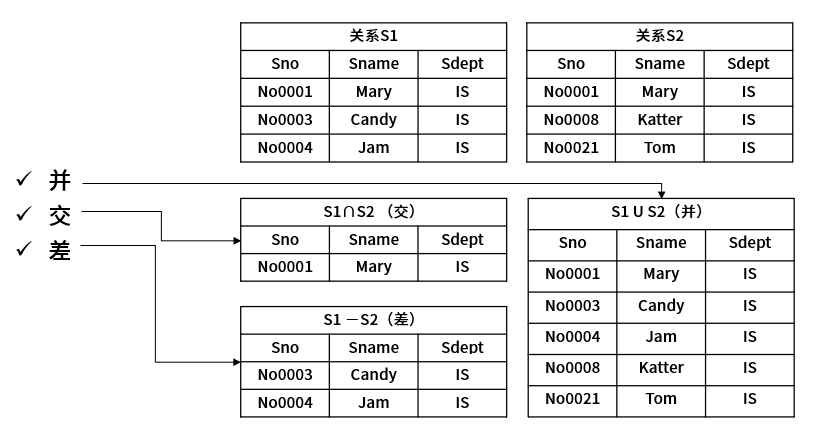 关系S1
Sno Sname Sdept
No0001 Mary IS
No0003 Candy IS
No0004 Jam IS
关系S2
Sno Sname Sdept
No0001 Mary IS
No0008 Katter IS
No0021 Tom IS
✓ 并
✓ 交
✓ 差
S1∩S2 （交）
Sno Sname Sdept
No0001 Mary IS
S1 －S2（差）
Sno Sname Sdept
No0003 Candy IS
No0004 Jam IS
S1 U S2（并）
Sno Sname Sdept
No0001 Mary IS
No0003 Candy IS
No0004 Jam IS
No0008 Katter IS
No0021 Tom IS